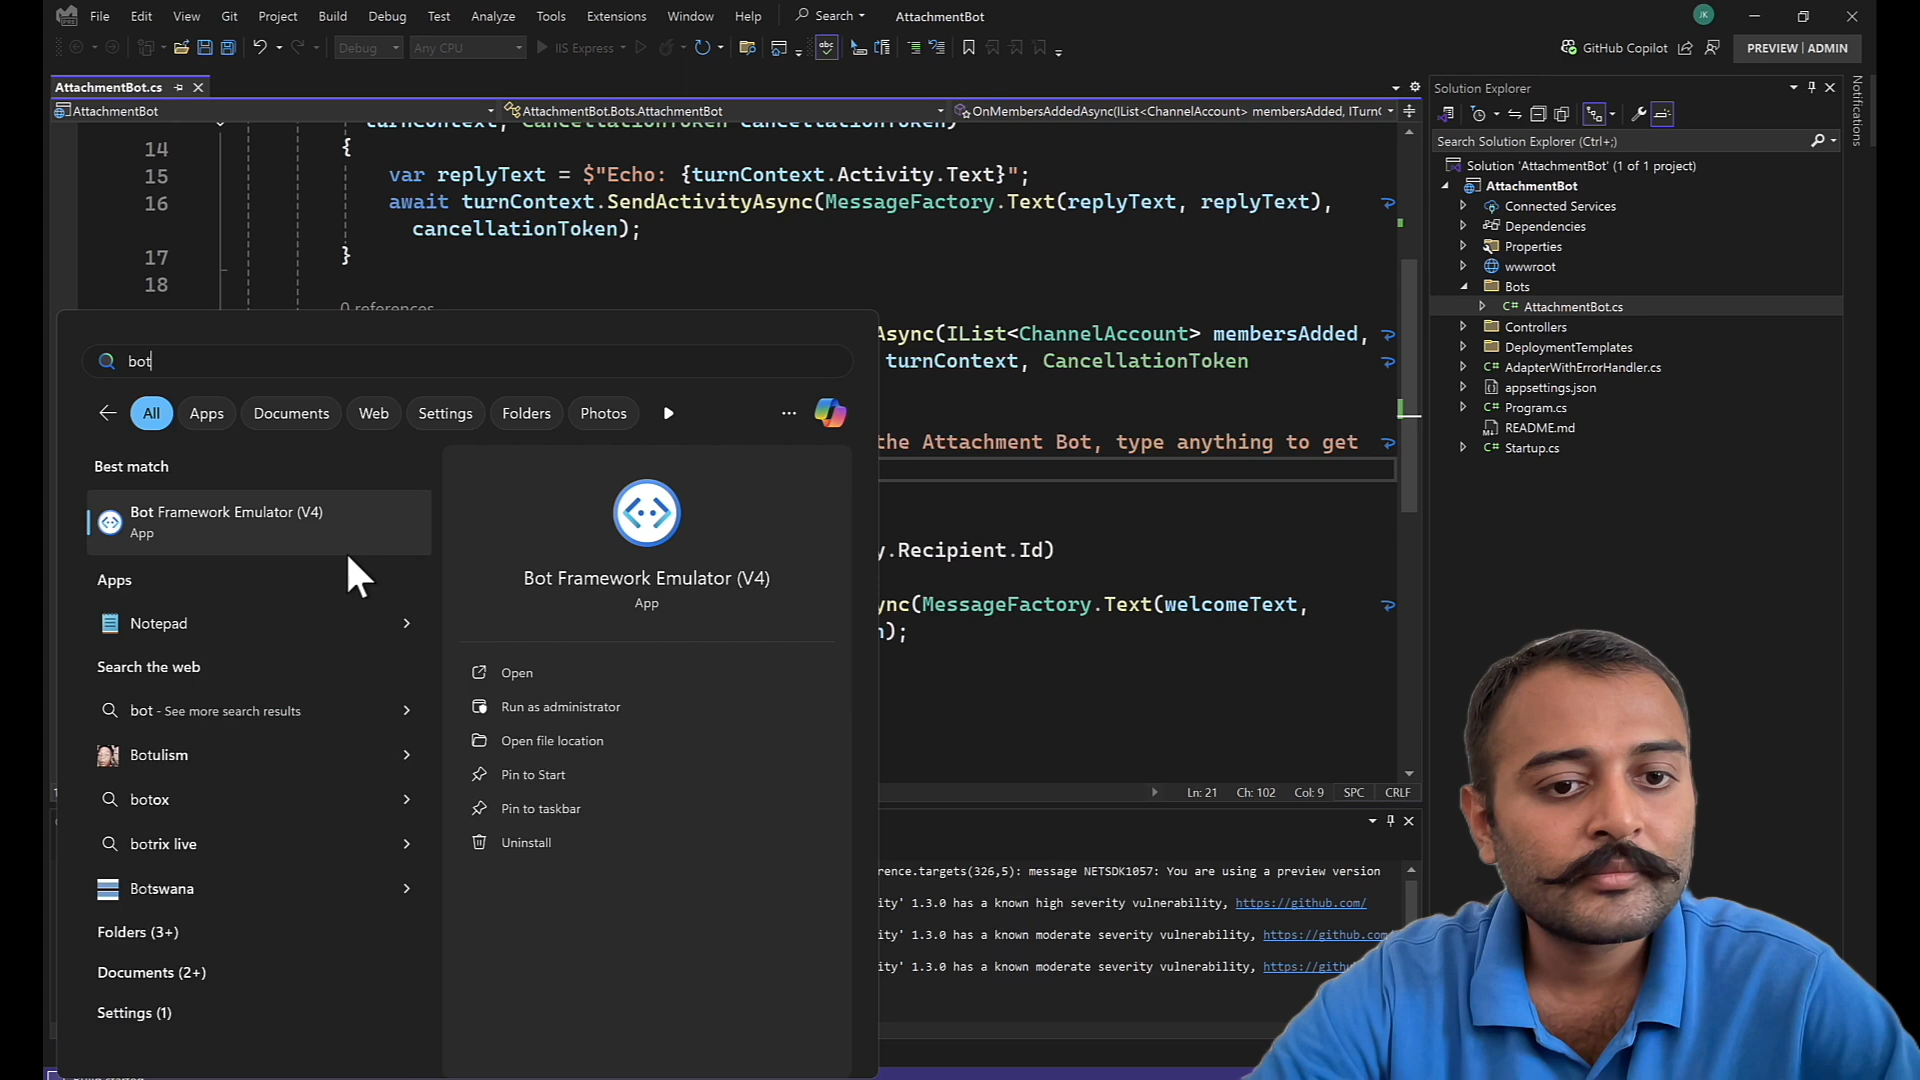 File Edit View Git Project Build Debug Test Analyze Tools Extensions Window Help Search AttachmentBot JK
Debug Any CPU IIS Express abc GitHub Copilot PREVIEW | ADMIN
AttachmentBot.cs
AttachmentBot AttachmentBot.Bots.AttachmentBot OnMembersAddedAsync(IList<ChannelAccount> membersAdded, ITurnC
turnContext, CancellationToken cancellationToken)
14 {
15 var replyText = $"Echo: {turnContext.Activity.Text}";
16 await turnContext.SendActivityAsync(MessageFactory.Text(replyText, replyText),
cancellationToken);
17 }
18
0 references
Async(IList<ChannelAccount> membersAdded,
turnContext, CancellationToken
the Attachment Bot, type anything to get
y.Recipient.Id)
ync(MessageFactory.Text(welcomeText,
n);
Ln: 21 Ch: 102 Col: 9 SPC CRLF
rence.targets(326,5): message NETSDK1057: You are using a preview version
ity' 1.3.0 has a known high severity vulnerability, https://github.com/
ity' 1.3.0 has a known moderate severity vulnerability, https://github.com
ity' 1.3.0 has a known moderate severity vulnerability, https://gith
bot
All Apps Documents Web Settings Folders Photos
Best match
Bot Framework Emulator (V4)
App
Apps
Notepad
Search the web
bot - See more search results
Botulism
botox
botrix live
Botswana
Folders (3+)
Documents (2+)
Settings (1)
Bot Framework Emulator (V4)
App
Open
Run as administrator
Open file location
Pin to Start
Pin to taskbar
Uninstall
Solution Explorer
Search Solution Explorer (Ctrl+;)
Solution 'AttachmentBot' (1 of 1 project)
AttachmentBot
Connected Services
Dependencies
Properties
wwwroot
Bots
C# AttachmentBot.cs
Controllers
DeploymentTemplates
C# AdapterWithErrorHandler.cs
appsettings.json
C# Program.cs
README.md
C# Startup.cs
Notifications